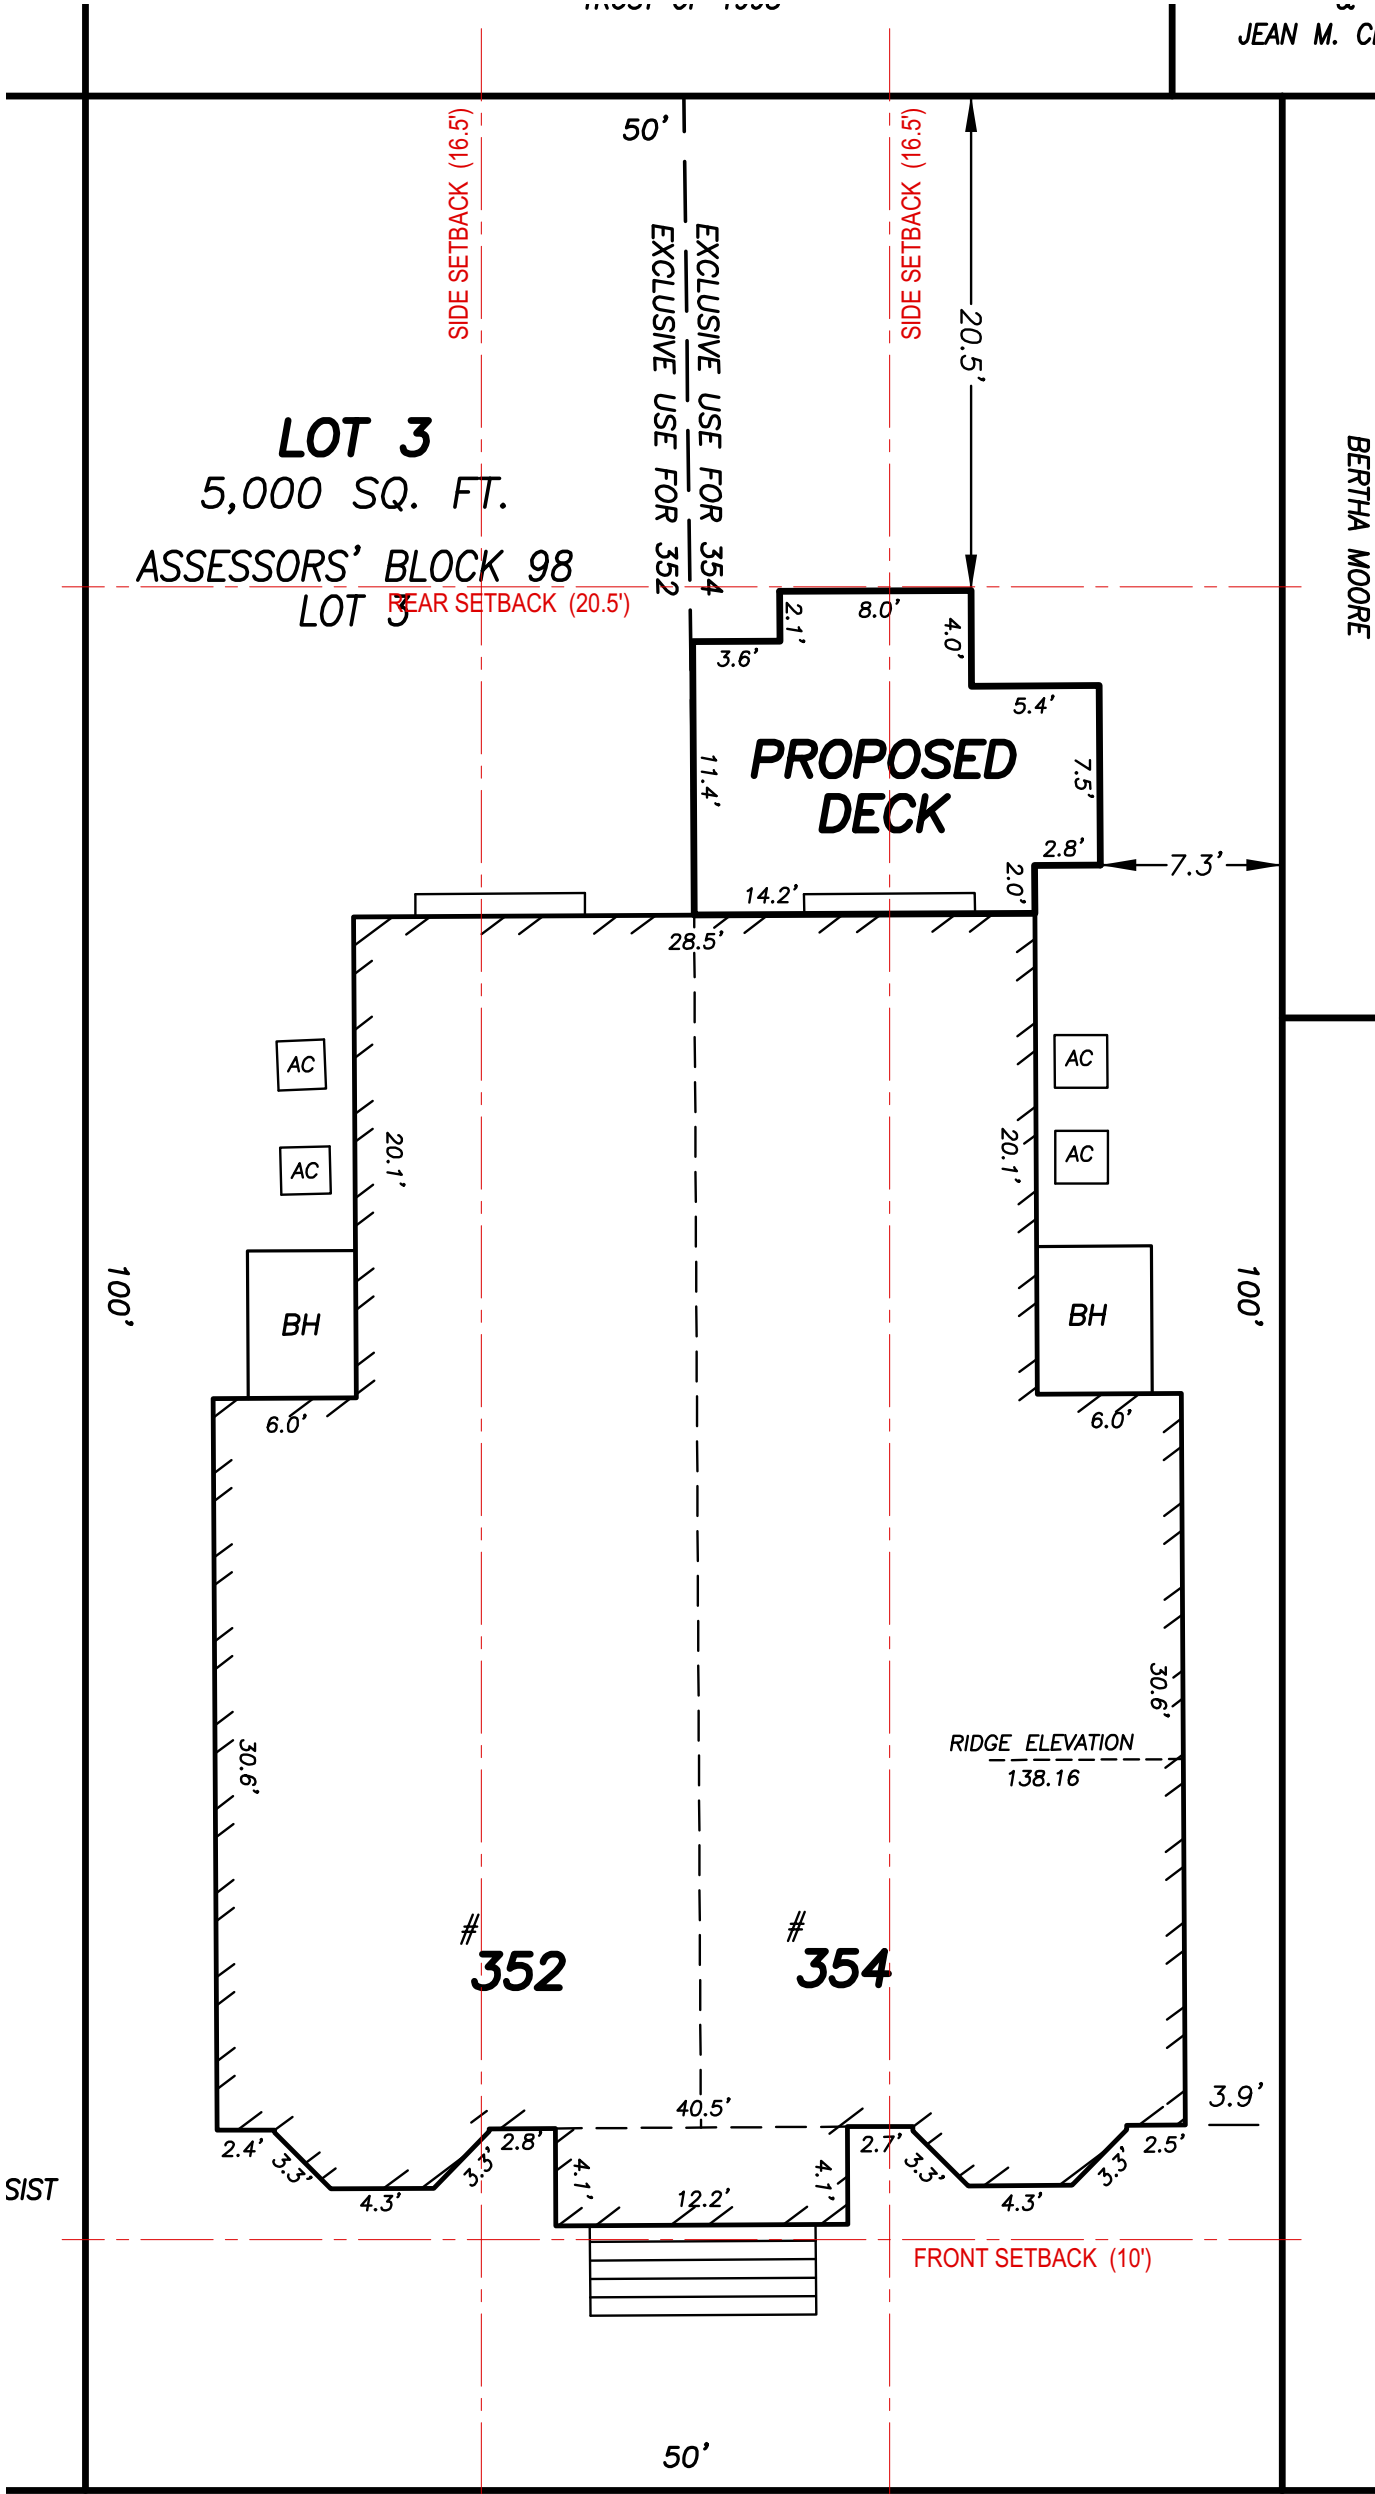 JEAN M.
50'
SIDE SETBACK (16.5')
SIDE SETBACK (16.5')
EXCLUSIVE USE FOR 354
EXCLUSIVE USE FOR 352
20.5'
LOT 3
5,000 SQ. FT.
ASSESSORS' BLOCK 98
LOT 3
REAR SETBACK (20.5')
BERTHA MOORE
2.1'
8.0'
4.0'
3.6'
5.4'
PROPOSED
DECK
11.4'
7.5'
2.8'
7.3'
2.0'
14.2'
28.5'
AC
AC
AC
AC
20.1'
20.1'
100'
100'
BH
BH
6.0'
6.0'
30.6'
30.6'
RIDGE ELEVATION
138.16
#
352
#
354
3.9'
40.5'
2.4'
3.3'
4.3'
3.3'
2.8'
4.1'
12.2'
4.1'
2.7'
3.3'
4.3'
3.3'
2.5'
SIST
FRONT SETBACK (10')
50'